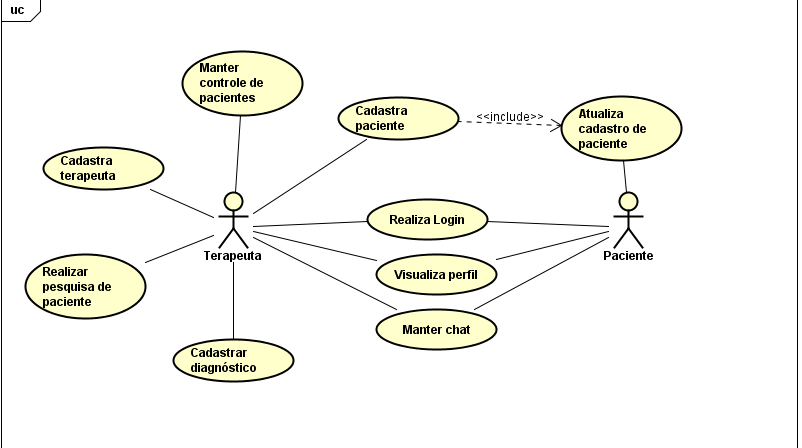 uc
Manter
controle de
pacientes
Cadastra
paciente
<<include>>
Atualiza
cadastro de
paciente
Cadastra
terapeuta
Realiza Login
Terapeuta
Paciente
Realizar
pesquisa de
paciente
Visualiza perfil
Manter chat
Cadastrar
diagnóstico